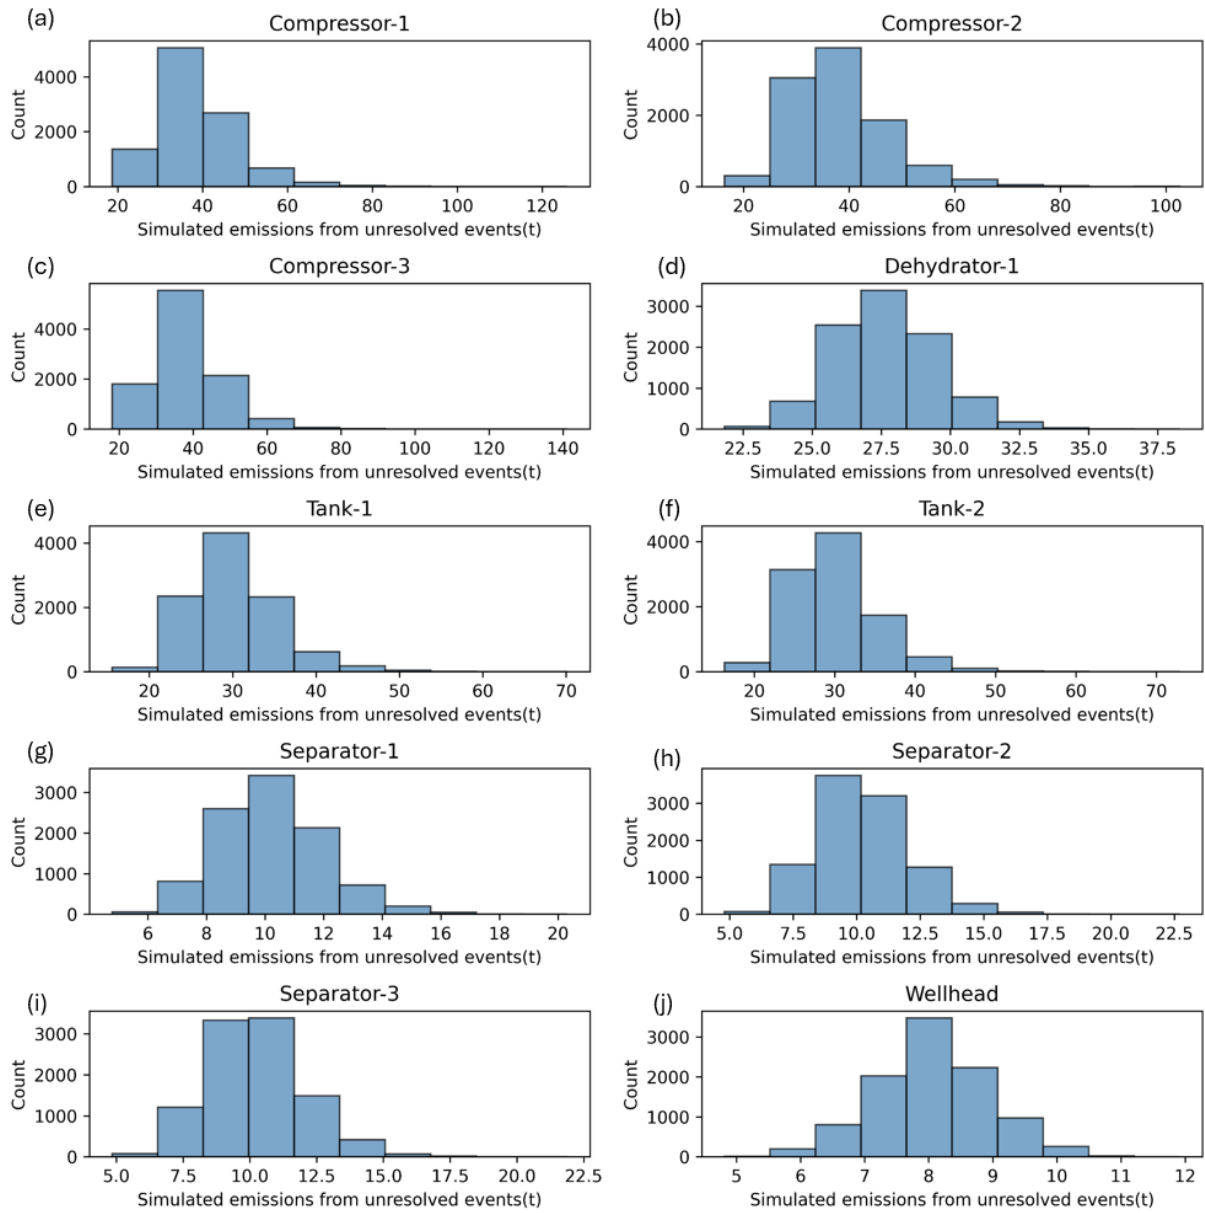 (a) Compressor-1
4000
2000
0
Count
20 40 60 80 100 120
Simulated emissions from unresolved events(t)
(b) Compressor-2
4000
2000
0
Count
20 40 60 80 100
Simulated emissions from unresolved events(t)
(c) Compressor-3
4000
2000
0
Count
20 40 60 80 100 120 140
Simulated emissions from unresolved events(t)
(d) Dehydrator-1
3000
2000
1000
0
Count
22.5 25.0 27.5 30.0 32.5 35.0 37.5
Simulated emissions from unresolved events(t)
(e) Tank-1
4000
2000
0
Count
20 30 40 50 60 70
Simulated emissions from unresolved events(t)
(f) Tank-2
4000
2000
0
Count
20 30 40 50 60 70
Simulated emissions from unresolved events(t)
(g) Separator-1
3000
2000
1000
0
Count
6 8 10 12 14 16 18 20
Simulated emissions from unresolved events(t)
(h) Separator-2
3000
2000
1000
0
Count
5.0 7.5 10.0 12.5 15.0 17.5 20.0 22.5
Simulated emissions from unresolved events(t)
(i) Separator-3
3000
2000
1000
0
Count
5.0 7.5 10.0 12.5 15.0 17.5 20.0 22.5
Simulated emissions from unresolved events(t)
(j) Wellhead
3000
2000
1000
0
Count
5 6 7 8 9 10 11 12
Simulated emissions from unresolved events(t)